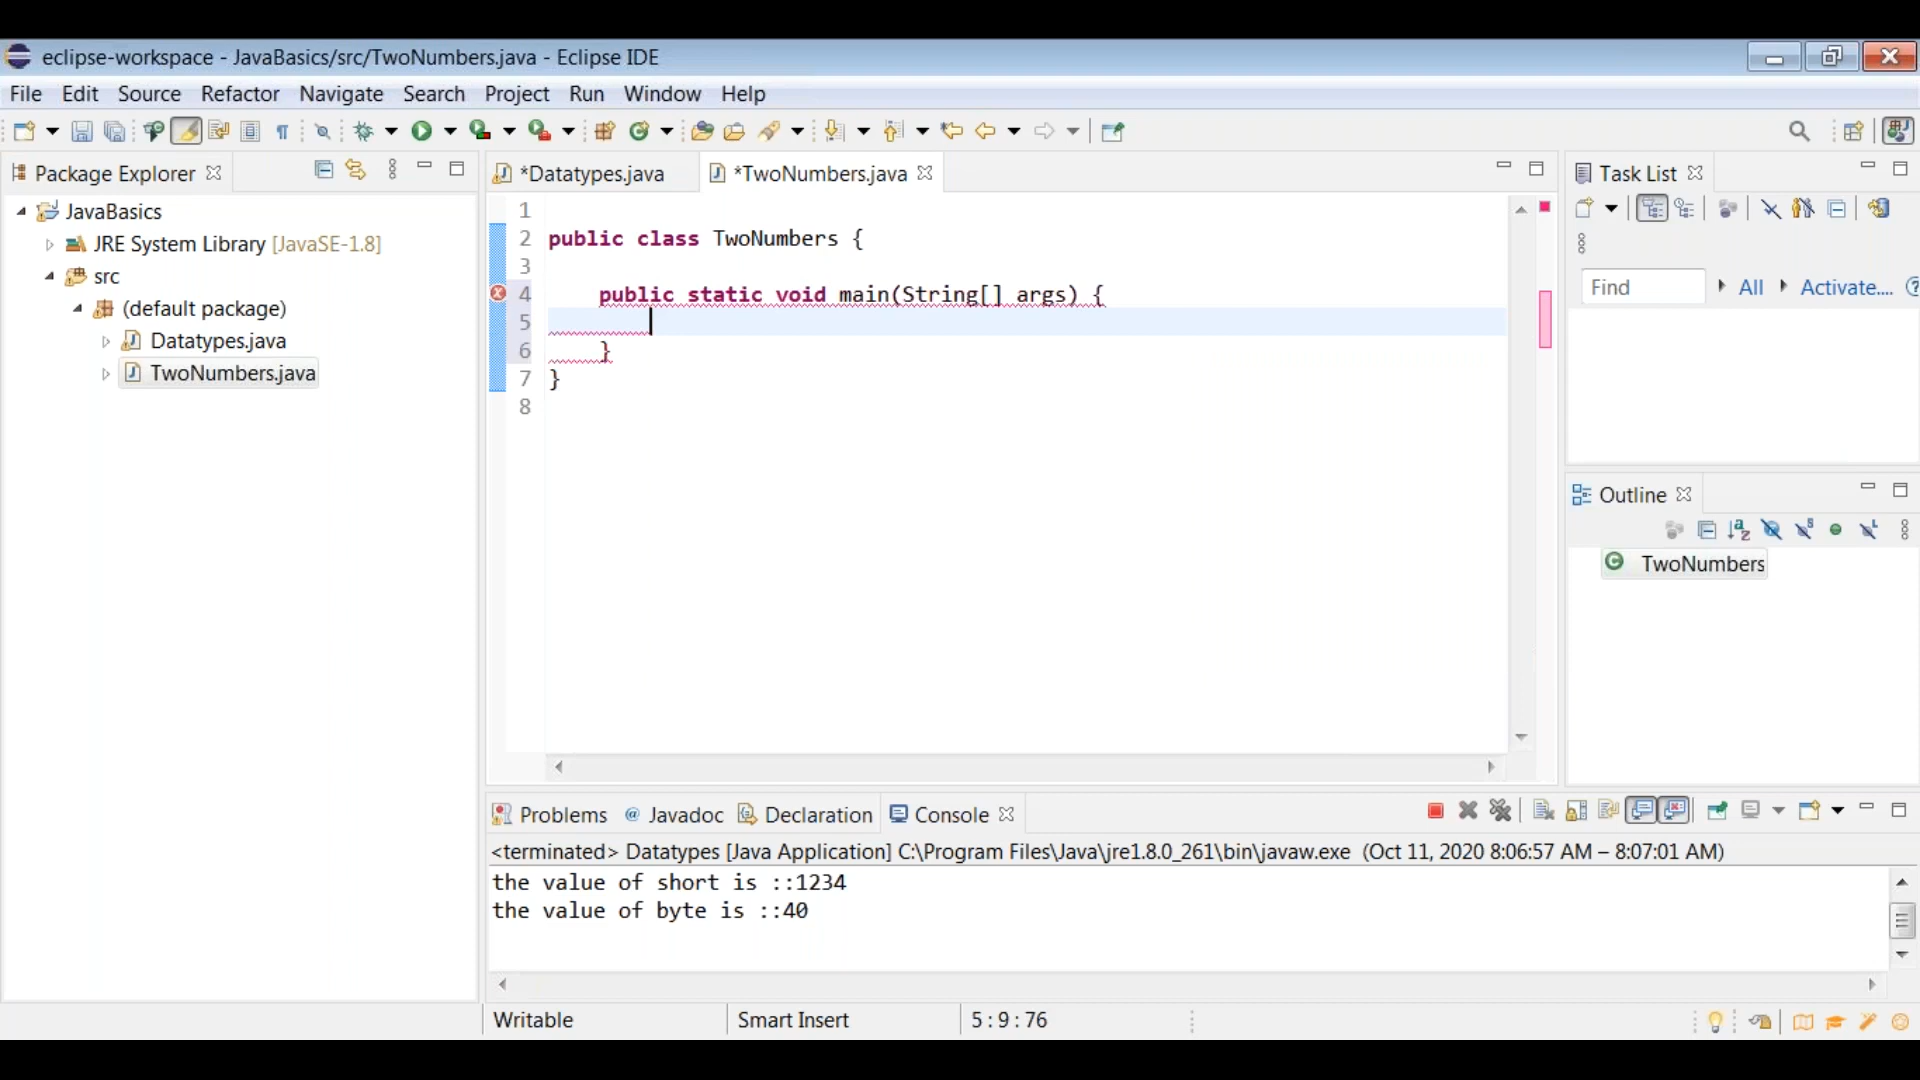 eclipse-workspace - JavaBasics/src/TwoNumbers.java - Eclipse IDE
File Edit Source Refactor Navigate Search Project Run Window Help
Package Explorer
JavaBasics
JRE System Library [JavaSE-1.8]
src
(default package)
Datatypes.java
TwoNumbers.java
*Datatypes.java
*TwoNumbers.java
1
2 public class TwoNumbers {
3
4 public static void main(String[] args) {
5
6 }
7 }
8
Task List
Find All Activate....
Outline
TwoNumbers
Problems @ Javadoc Declaration Console
<terminated> Datatypes [Java Application] C:\Program Files\Java\jre1.8.0_261\bin\javaw.exe (Oct 11, 2020 8:06:57 AM – 8:07:01 AM)
the value of short is ::1234
the value of byte is ::40
Writable Smart Insert 5 : 9 : 76